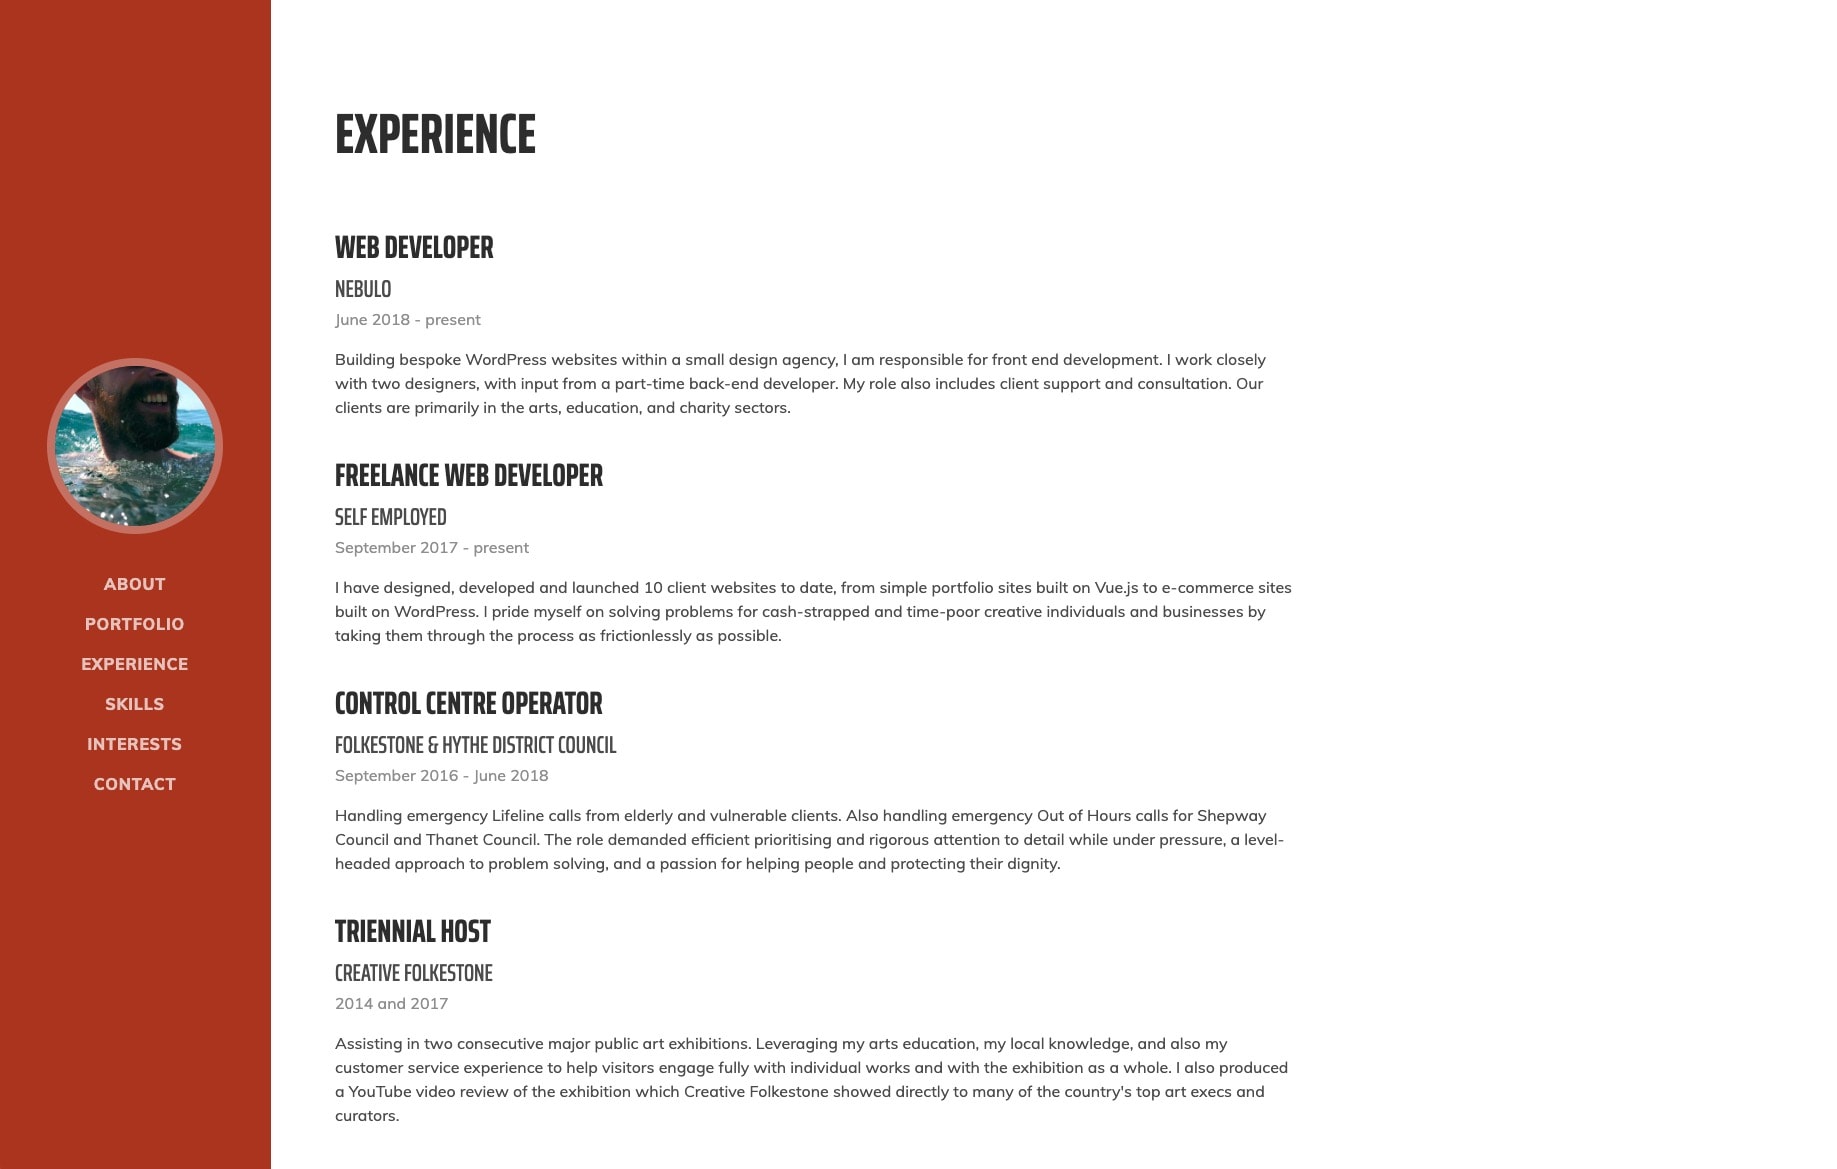 ABOUT
PORTFOLIO
EXPERIENCE
SKILLS
INTERESTS
CONTACT
EXPERIENCE
WEB DEVELOPER
NEBULO
June 2018 - present
Building bespoke WordPress websites within a small design agency, I am responsible for front end development. I work closely
with two designers, with input from a part-time back-end developer. My role also includes client support and consultation. Our
clients are primarily in the arts, education, and charity sectors.
FREELANCE WEB DEVELOPER
SELF EMPLOYED
September 2017 - present
I have designed, developed and launched 10 client websites to date, from simple portfolio sites built on Vue.js to e-commerce sites
built on WordPress. I pride myself on solving problems for cash-strapped and time-poor creative individuals and businesses by
taking them through the process as frictionlessly as possible.
CONTROL CENTRE OPERATOR
FOLKESTONE & HYTHE DISTRICT COUNCIL
September 2016 - June 2018
Handling emergency Lifeline calls from elderly and vulnerable clients. Also handling emergency Out of Hours calls for Shepway
Council and Thanet Council. The role demanded efficient prioritising and rigorous attention to detail while under pressure, a level-
headed approach to problem solving, and a passion for helping people and protecting their dignity.
TRIENNIAL HOST
CREATIVE FOLKESTONE
2014 and 2017
Assisting in two consecutive major public art exhibitions. Leveraging my arts education, my local knowledge, and also my
customer service experience to help visitors engage fully with individual works and with the exhibition as a whole. I also produced
a YouTube video review of the exhibition which Creative Folkestone showed directly to many of the country's top art execs and
curators.